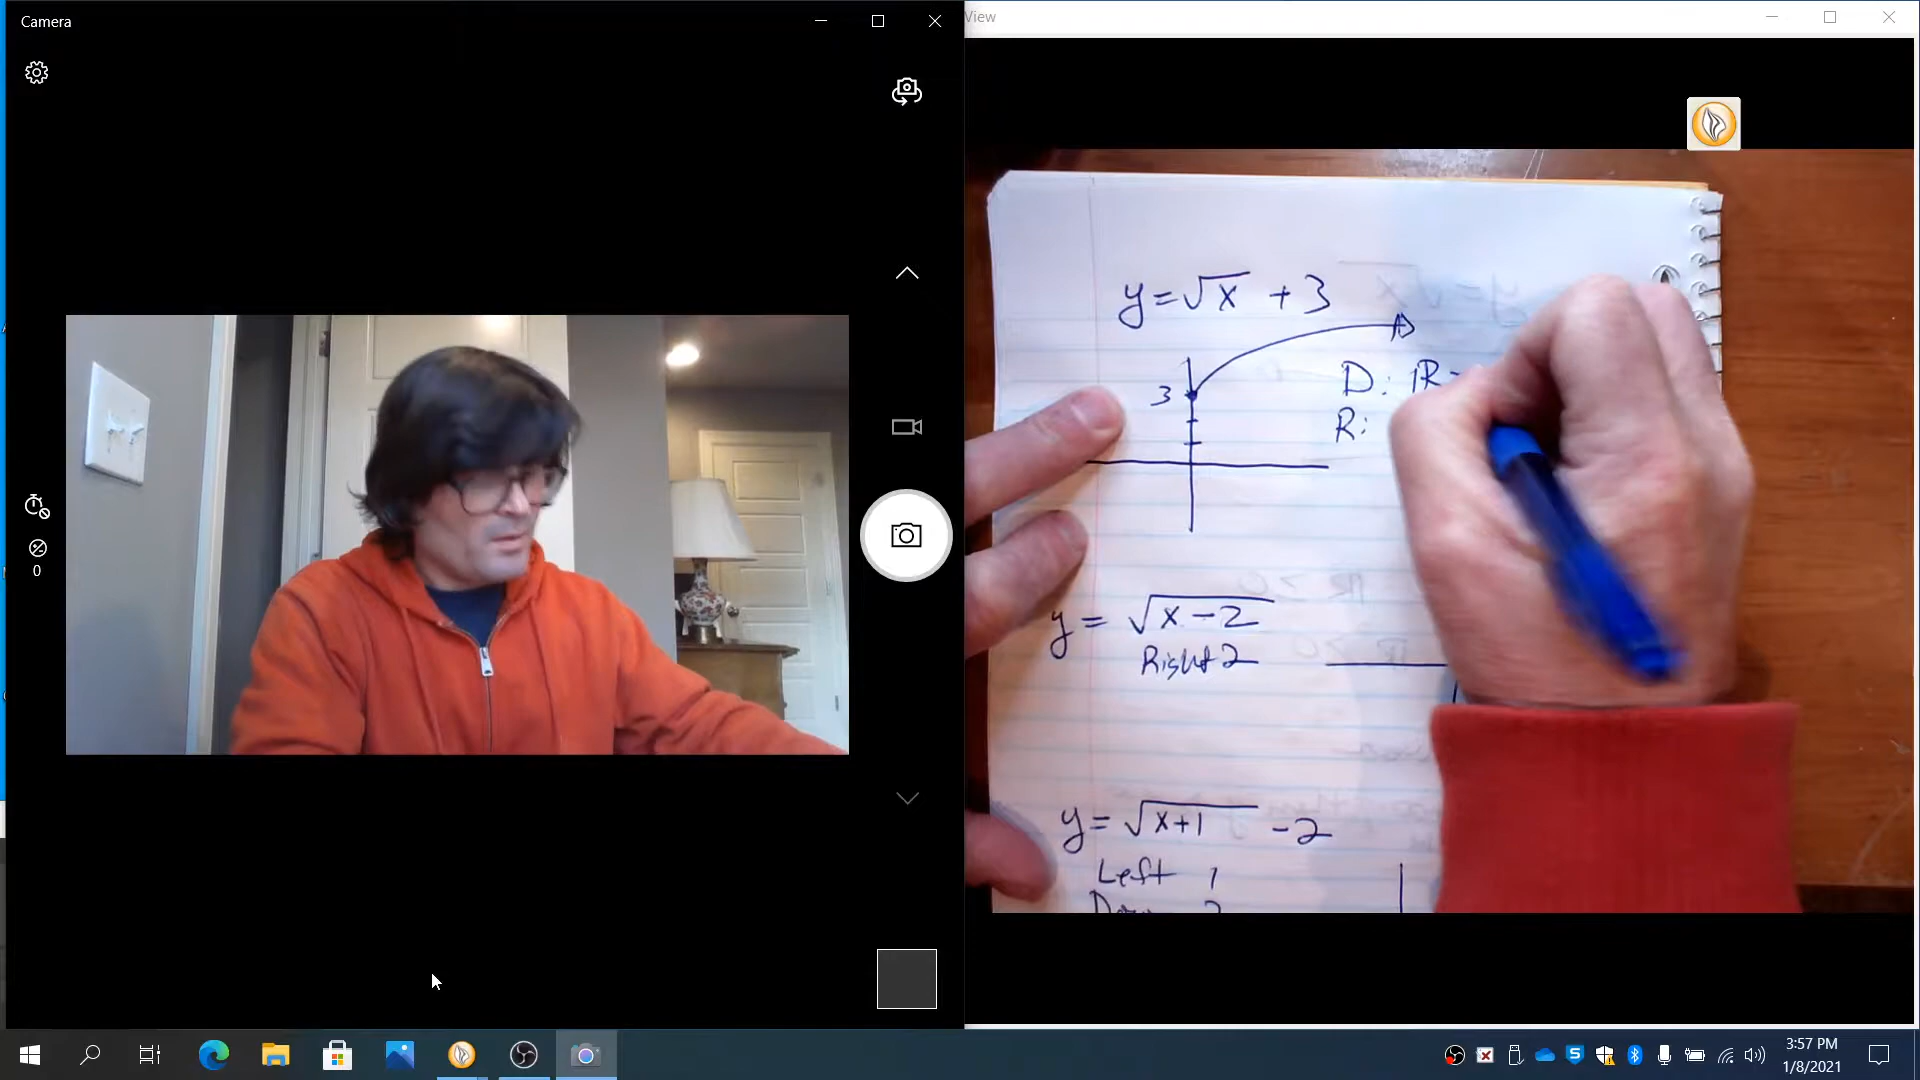 Camera
View
0
y = √x + 3
3
D: R
R:
y = √x-2
Right 2
y = √x+1 - 2
Left 1
3:57 PM
1/8/2021